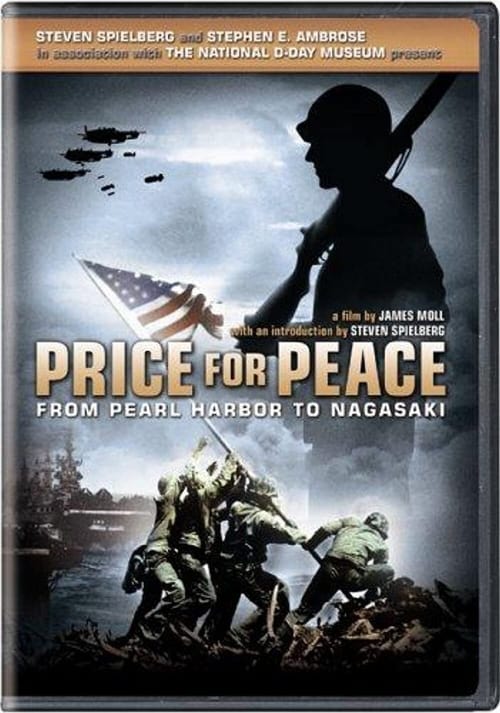 STEVEN SPIELBERG and STEPHEN E. AMBROSE
in association with THE NATIONAL D-DAY MUSEUM present
a film by JAMES MOLL
with an introduction by STEVEN SPIELBERG
PRICE FOR PEACE
FROM PEARL HARBOR TO NAGASAKI